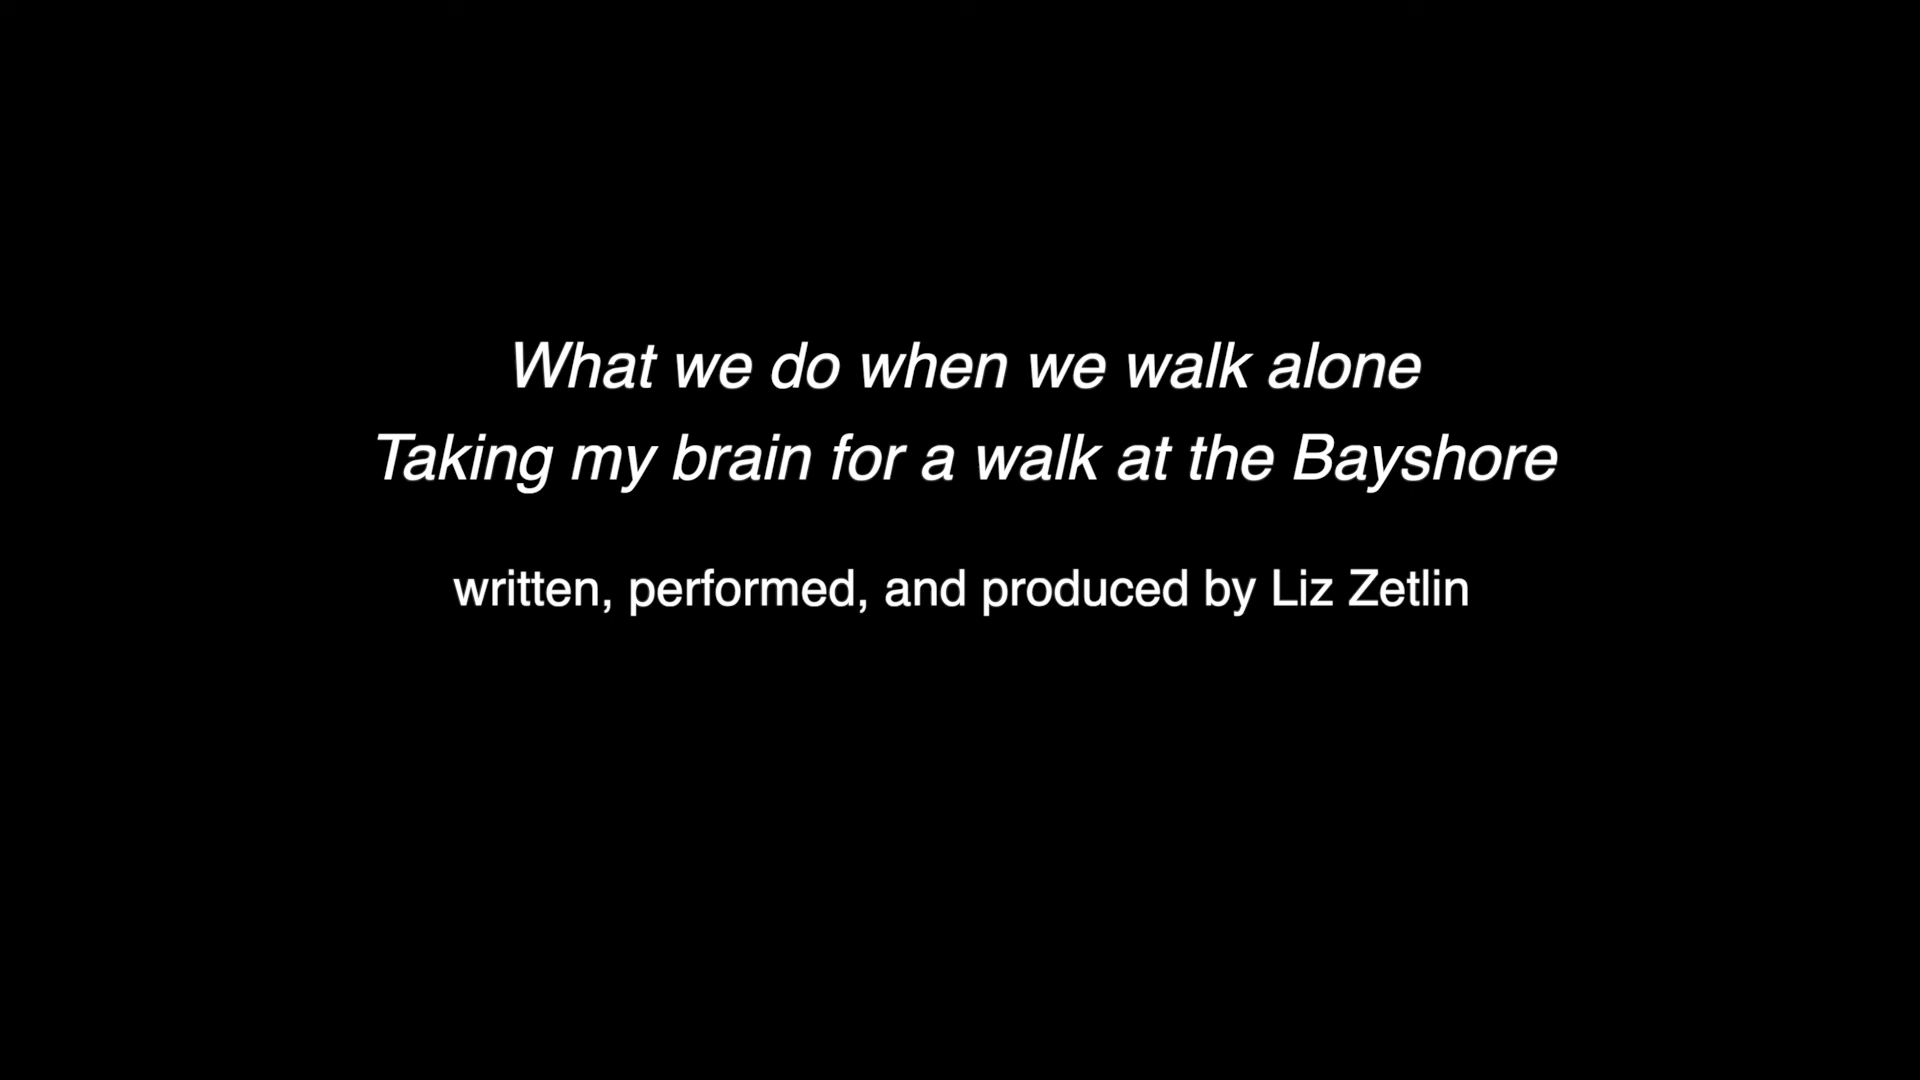 What we do when we walk alone
Taking my brain for a walk at the Bayshore
written, performed, and produced by Liz Zetlin